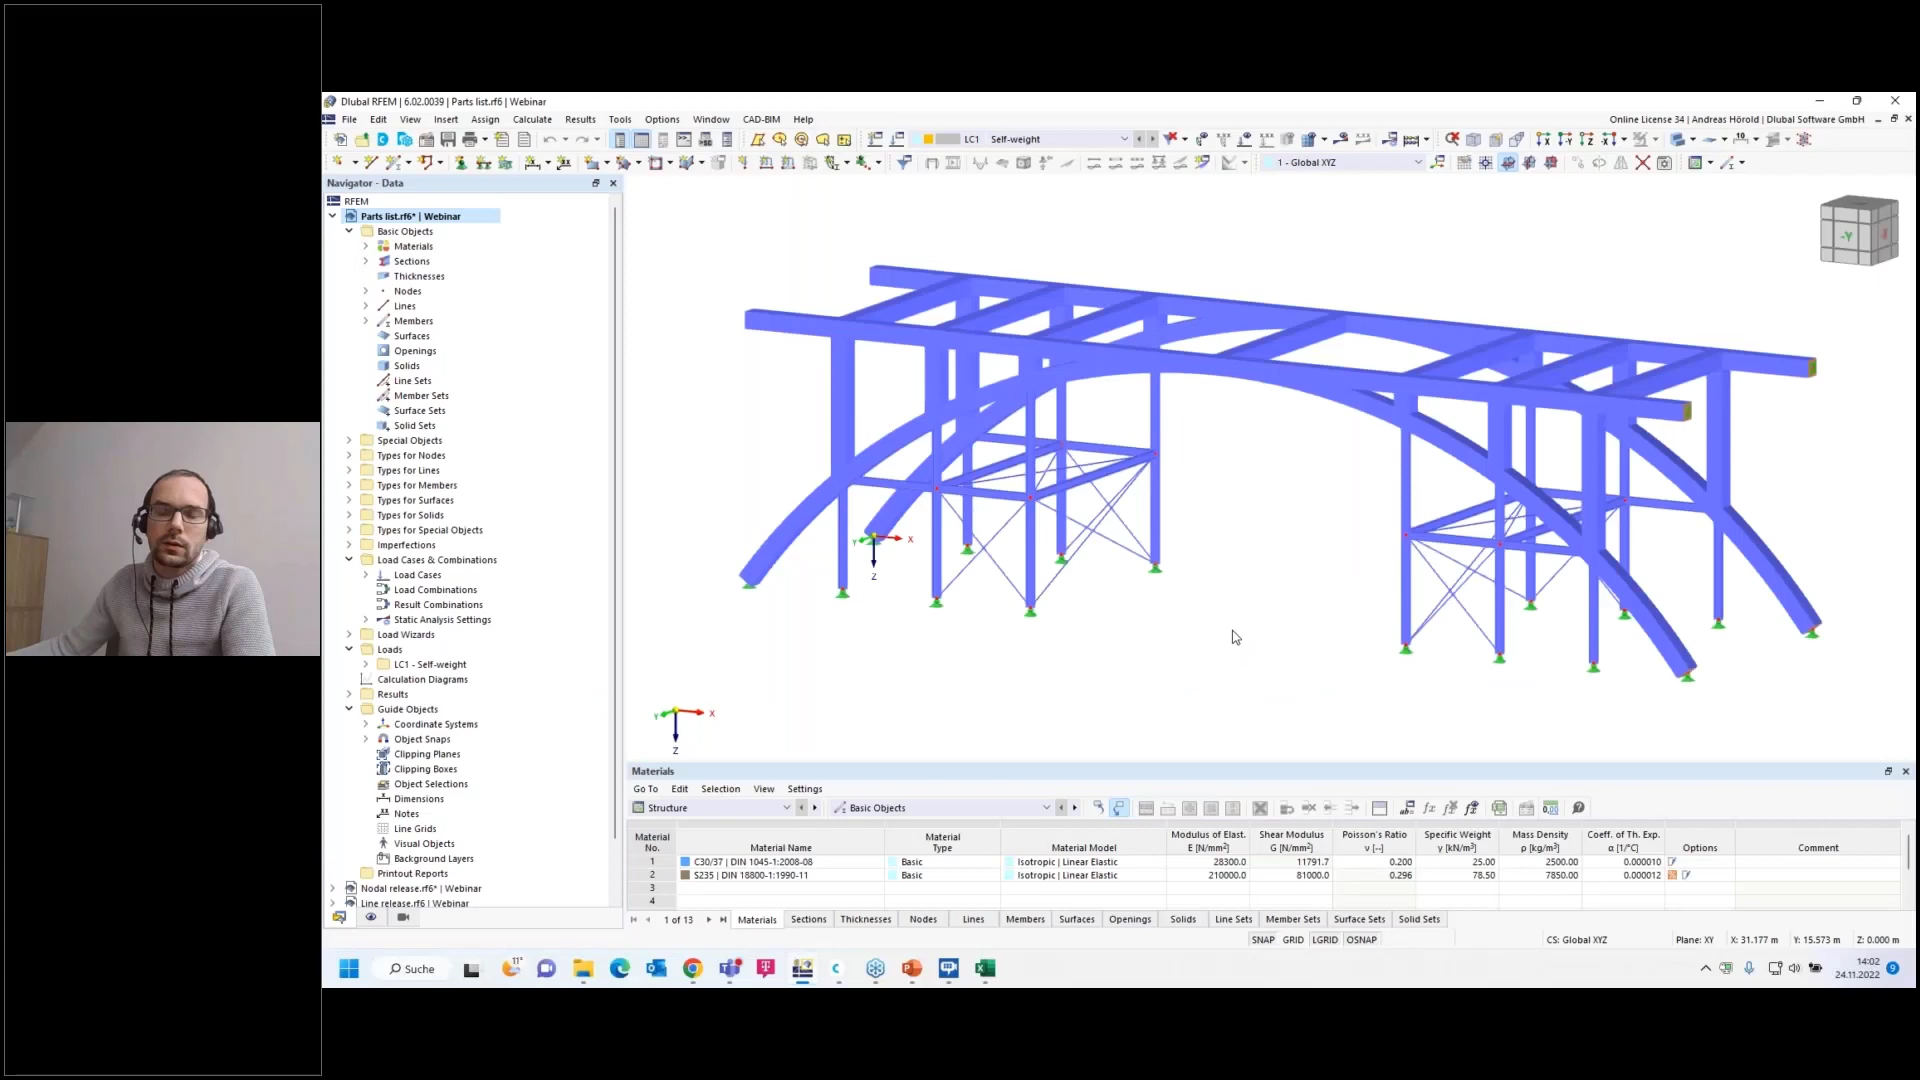 Dlubal RFEM | 6.02.0039 | Parts list.rf6 | Webinar
File Edit View Insert Assign Calculate Results Tools Options Window CAD-BIM Help
Online License 34 | Andreas Hörold | Dlubal Software GmbH
LC1 Self-weight
1 - Global XYZ
Navigator - Data
RFEM
Parts list.rf6* | Webinar
Basic Objects
Materials
Sections
Thicknesses
Nodes
Lines
Members
Surfaces
Openings
Solids
Line Sets
Member Sets
Surface Sets
Solid Sets
Special Objects
Types for Nodes
Types for Lines
Types for Members
Types for Surfaces
Types for Solids
Types for Special Objects
Imperfections
Load Cases & Combinations
Load Cases
Load Combinations
Result Combinations
Static Analysis Settings
Load Wizards
Loads
LC1 - Self-weight
Calculation Diagrams
Results
Guide Objects
Coordinate Systems
Object Snaps
Clipping Planes
Clipping Boxes
Object Selections
Dimensions
Notes
Line Grids
Visual Objects
Background Layers
Printout Reports
Nodal release.rf6* | Webinar
Line release.rf6 | Webinar
-Y
Y X
Z
Y X
Z
Materials
Go To Edit Selection View Settings
Structure Basic Objects
Material No. Material Name Material Type Material Model Modulus of Elast. E [N/mm²] Shear Modulus G [N/mm²] Poisson's Ratio ν [--] Specific Weight γ [kN/m³] Mass Density ρ [kg/m³] Coeff. of Th. Exp. α [1/°C] Options Comment
1 C30/37 | DIN 1045-1:2008-08 Basic Isotropic | Linear Elastic 28300.0 11791.7 0.200 25.00 2500.00 0.000010
2 S235 | DIN 18800-1:1990-11 Basic Isotropic | Linear Elastic 210000.0 81000.0 0.296 78.50 7850.00 0.000012
3
4
1 of 13 Materials Sections Thicknesses Nodes Lines Members Surfaces Openings Solids Line Sets Member Sets Surface Sets Solid Sets
SNAP GRID LGRID OSNAP CS: Global XYZ Plane: XY X: 31.177 m Y: 15.573 m Z: 0.000 m
Suche 11° 14:02
24.11.2022 9